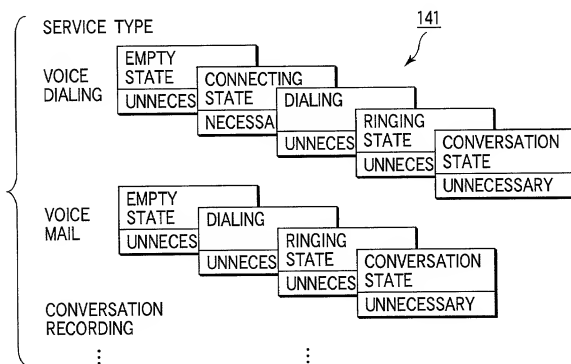 SERVICE TYPE
141
VOICE
DIALING
EMPTY
STATE
UNNECES
CONNECTING
STATE
NECESSA
DIALING
UNNECES
RINGING
STATE
UNNECES
CONVERSATION
STATE
UNNECESSARY
VOICE
MAIL
EMPTY
STATE
UNNECES
DIALING
UNNECES
RINGING
STATE
UNNECES
CONVERSATION
STATE
UNNECESSARY
CONVERSATION
RECORDING